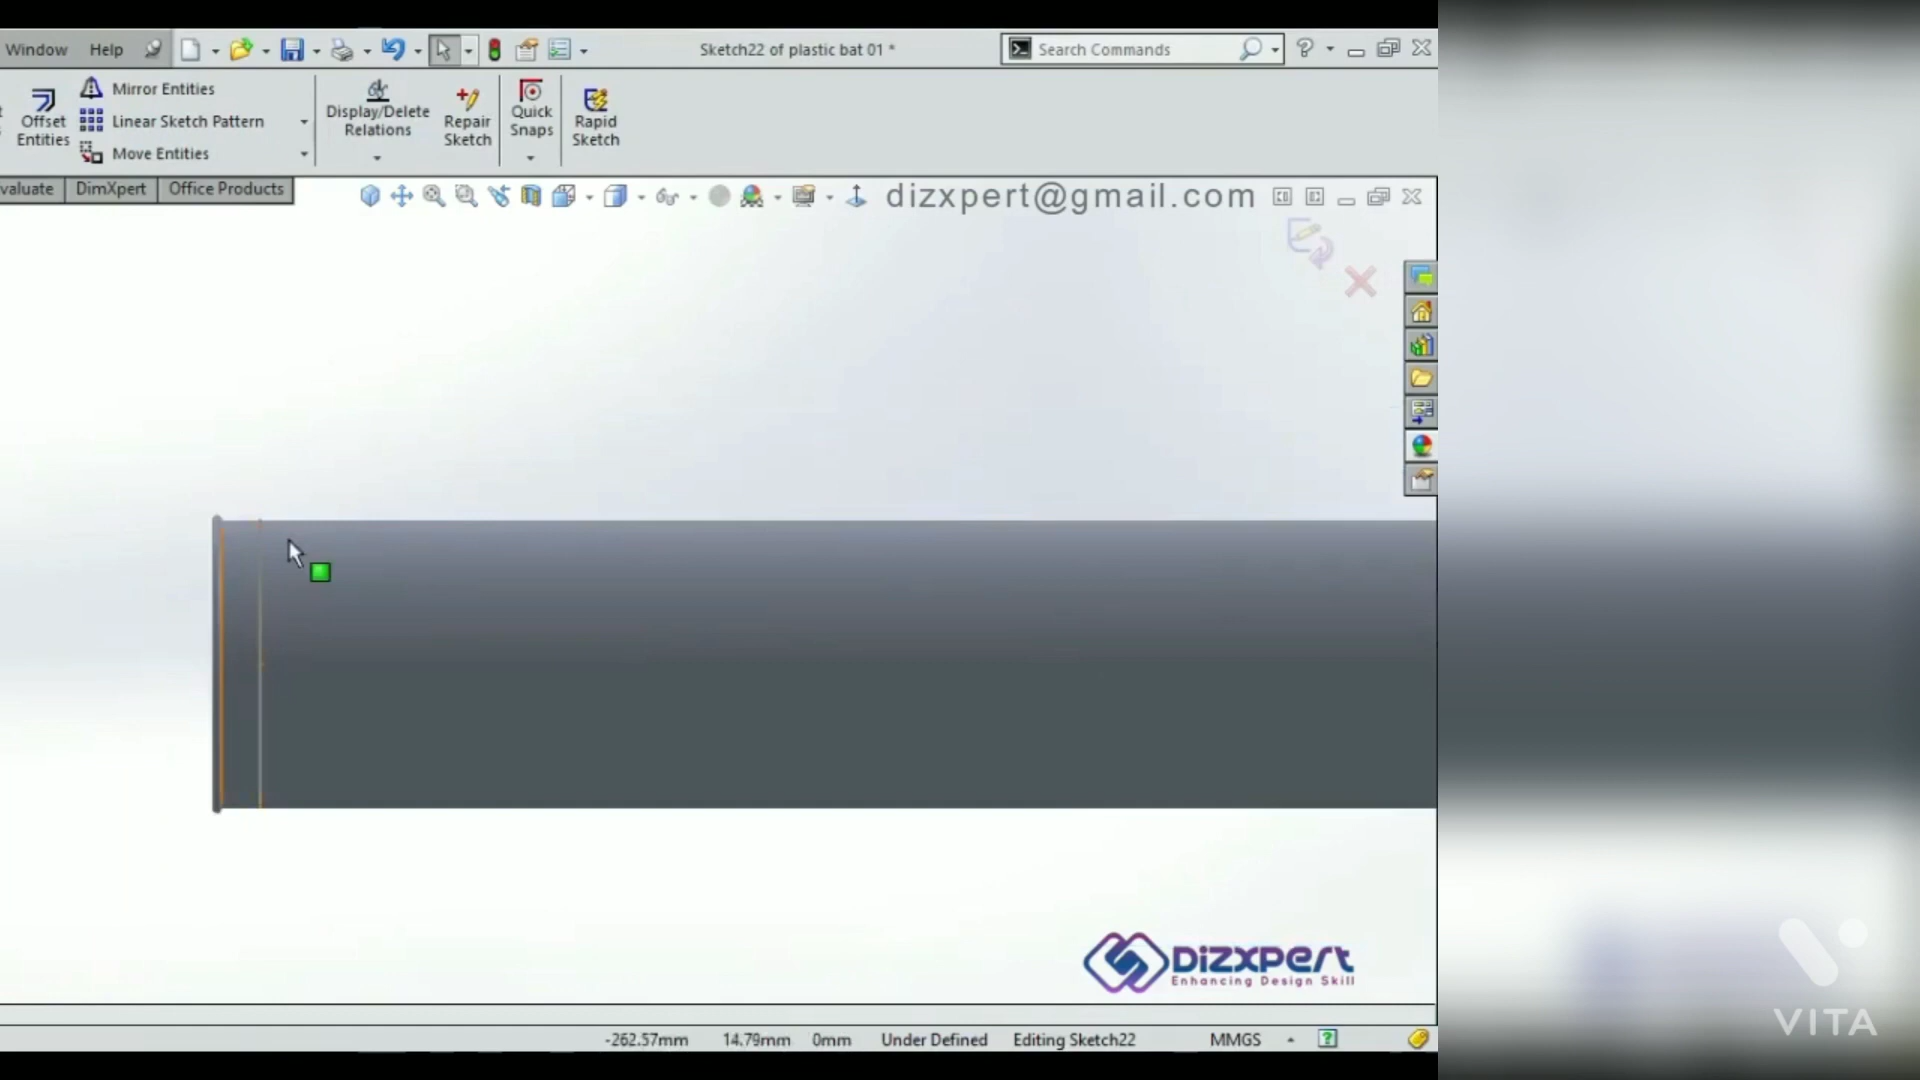 Window Help
Sketch22 of plastic bat 01 *
Search Commands
Offset
Entities
Mirror Entities
Linear Sketch Pattern
Move Entities
Display/Delete
Relations
Repair
Sketch
Quick
Snaps
Rapid
Sketch
valuate DimXpert Office Products
dizxpert@gmail.com
Dizxpert
Enhancing Design Skill
VITA
-262.57mm 14.79mm 0mm Under Defined Editing Sketch22 MMGS